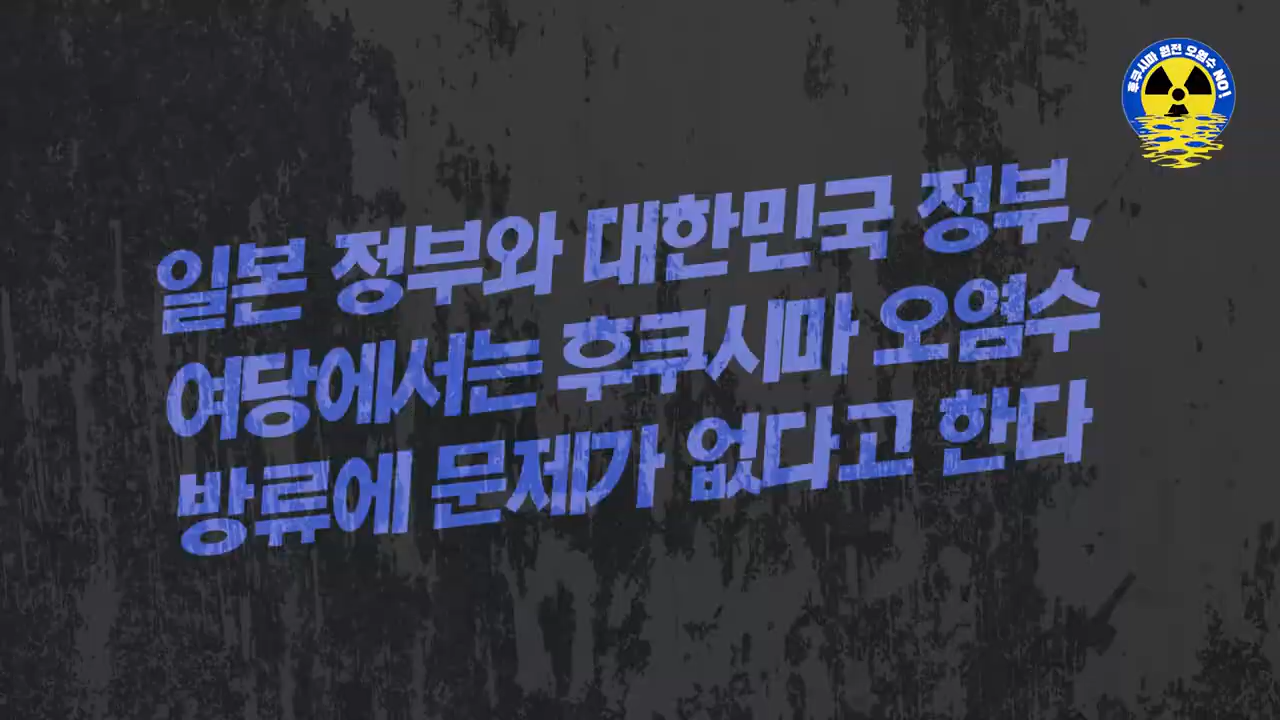 후쿠시마 원전 오염수 NO!
일본 정부와 대한민국 정부,
여당에서는 후쿠시마 오염수
방류에 문제가 없다고 한다